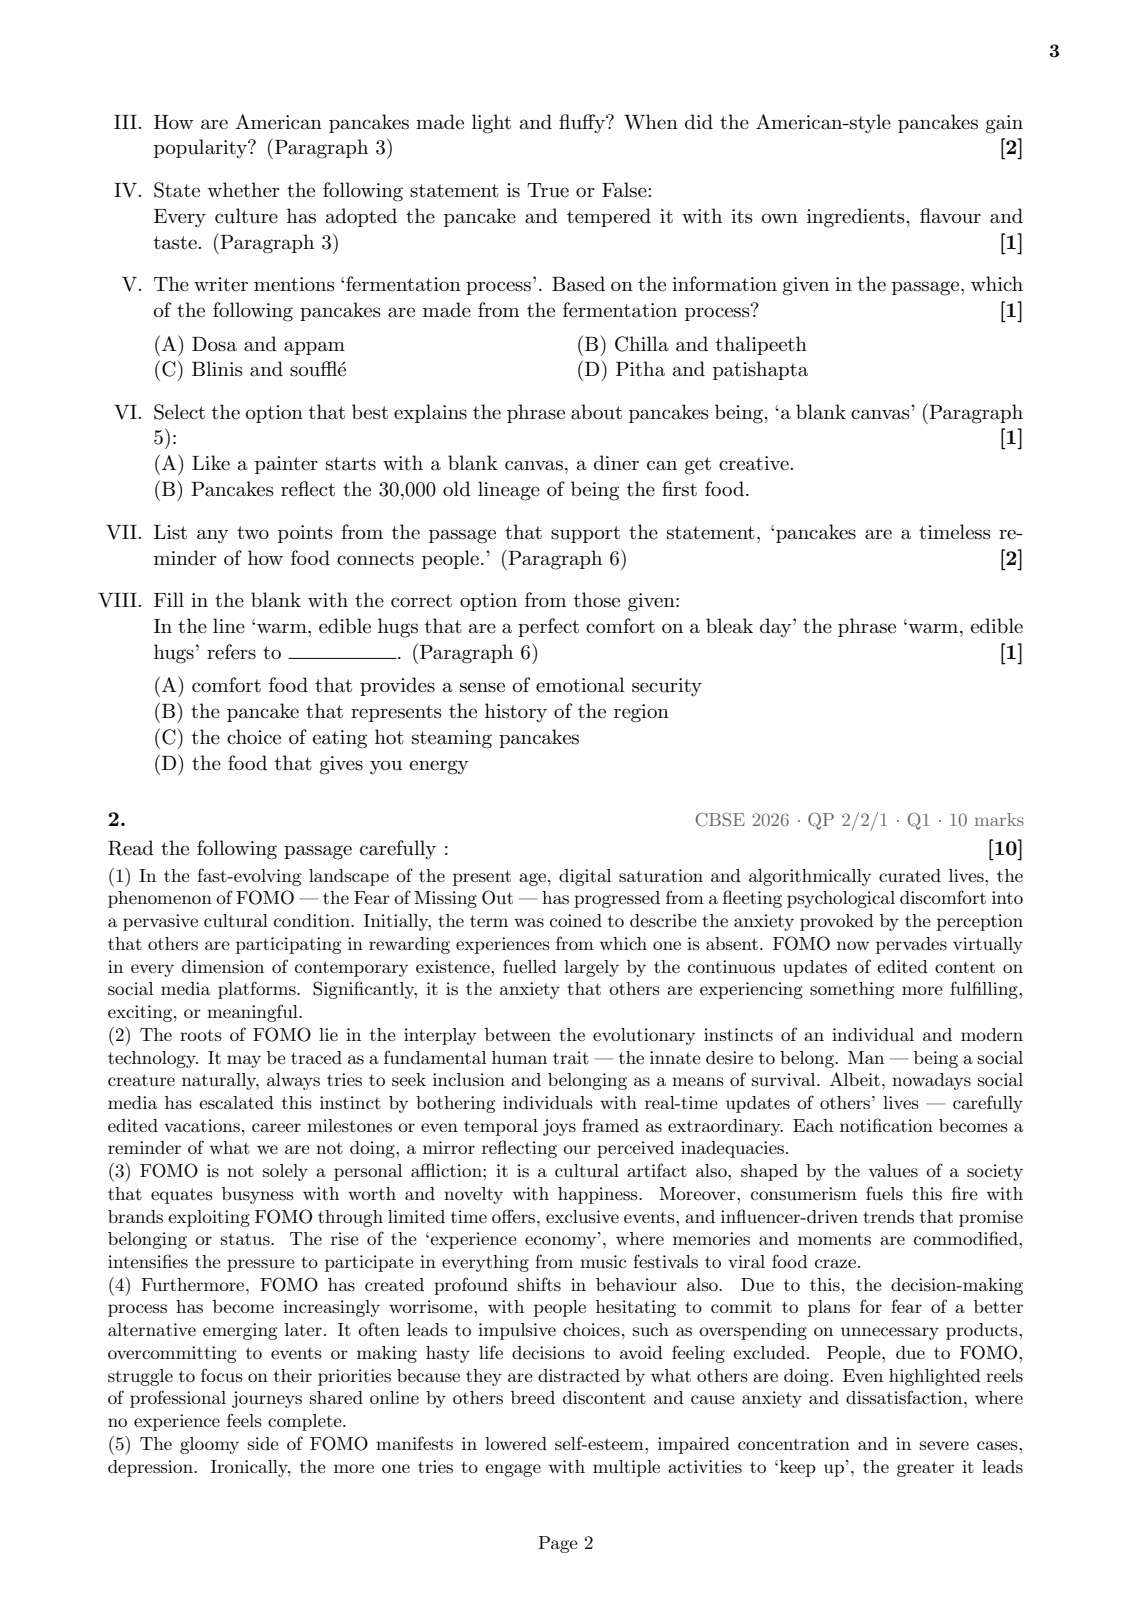 3
III. How are American pancakes made light and fluffy? When did the American-style pancakes gain
popularity? (Paragraph 3) [2]
IV. State whether the following statement is True or False:
Every culture has adopted the pancake and tempered it with its own ingredients, flavour and
taste. (Paragraph 3) [1]
V. The writer mentions ‘fermentation process’. Based on the information given in the passage, which
of the following pancakes are made from the fermentation process? [1]
(A) Dosa and appam (B) Chilla and thalipeeth
(C) Blinis and soufflé (D) Pitha and patishapta
VI. Select the option that best explains the phrase about pancakes being, ‘a blank canvas’ (Paragraph
5): [1]
(A) Like a painter starts with a blank canvas, a diner can get creative.
(B) Pancakes reflect the 30,000 old lineage of being the first food.
VII. List any two points from the passage that support the statement, ‘pancakes are a timeless re-
minder of how food connects people.’ (Paragraph 6) [2]
VIII. Fill in the blank with the correct option from those given:
In the line ‘warm, edible hugs that are a perfect comfort on a bleak day’ the phrase ‘warm, edible
hugs’ refers to __________. (Paragraph 6) [1]
(A) comfort food that provides a sense of emotional security
(B) the pancake that represents the history of the region
(C) the choice of eating hot steaming pancakes
(D) the food that gives you energy
2. CBSE 2026 · QP 2/2/1 · Q1 · 10 marks
Read the following passage carefully : [10]
(1) In the fast-evolving landscape of the present age, digital saturation and algorithmically curated lives, the
phenomenon of FOMO — the Fear of Missing Out — has progressed from a fleeting psychological discomfort into
a pervasive cultural condition. Initially, the term was coined to describe the anxiety provoked by the perception
that others are participating in rewarding experiences from which one is absent. FOMO now pervades virtually
in every dimension of contemporary existence, fuelled largely by the continuous updates of edited content on
social media platforms. Significantly, it is the anxiety that others are experiencing something more fulfilling,
exciting, or meaningful.
(2) The roots of FOMO lie in the interplay between the evolutionary instincts of an individual and modern
technology. It may be traced as a fundamental human trait — the innate desire to belong. Man — being a social
creature naturally, always tries to seek inclusion and belonging as a means of survival. Albeit, nowadays social
media has escalated this instinct by bothering individuals with real-time updates of others’ lives — carefully
edited vacations, career milestones or even temporal joys framed as extraordinary. Each notification becomes a
reminder of what we are not doing, a mirror reflecting our perceived inadequacies.
(3) FOMO is not solely a personal affliction; it is a cultural artifact also, shaped by the values of a society
that equates busyness with worth and novelty with happiness. Moreover, consumerism fuels this fire with
brands exploiting FOMO through limited time offers, exclusive events, and influencer-driven trends that promise
belonging or status. The rise of the ‘experience economy’, where memories and moments are commodified,
intensifies the pressure to participate in everything from music festivals to viral food craze.
(4) Furthermore, FOMO has created profound shifts in behaviour also. Due to this, the decision-making
process has become increasingly worrisome, with people hesitating to commit to plans for fear of a better
alternative emerging later. It often leads to impulsive choices, such as overspending on unnecessary products,
overcommitting to events or making hasty life decisions to avoid feeling excluded. People, due to FOMO,
struggle to focus on their priorities because they are distracted by what others are doing. Even highlighted reels
of professional journeys shared online by others breed discontent and cause anxiety and dissatisfaction, where
no experience feels complete.
(5) The gloomy side of FOMO manifests in lowered self-esteem, impaired concentration and in severe cases,
depression. Ironically, the more one tries to engage with multiple activities to ‘keep up’, the greater it leads
Page 2